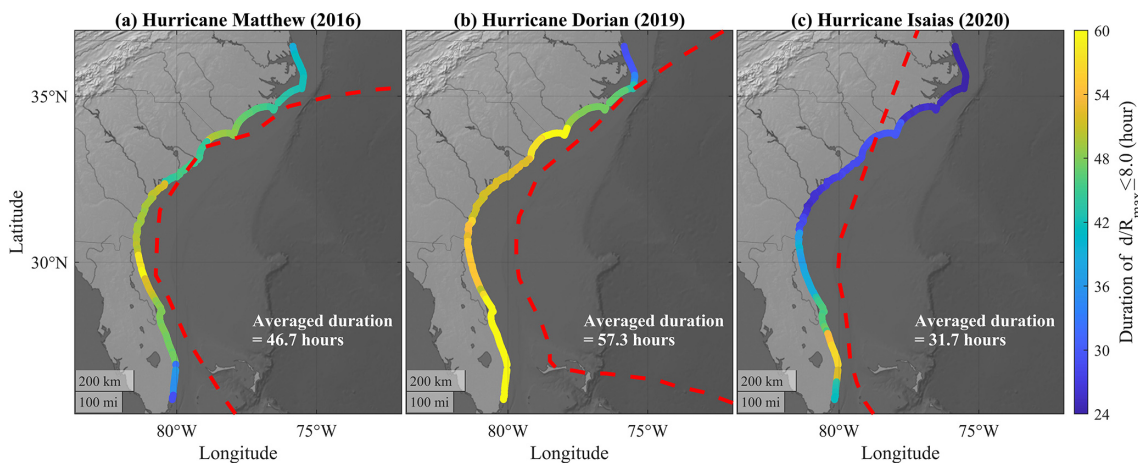 (a) Hurricane Matthew (2016)
(b) Hurricane Dorian (2019)
(c) Hurricane Isaias (2020)
Latitude
35°N
30°N
Averaged duration
= 46.7 hours
200 km
100 mi
80°W
75°W
Longitude
Averaged duration
= 57.3 hours
200 km
100 mi
80°W
75°W
Longitude
Averaged duration
= 31.7 hours
200 km
100 mi
80°W
75°W
Longitude
60
54
48
42
36
30
24
Duration of d/Rmax ≤8.0 (hour)